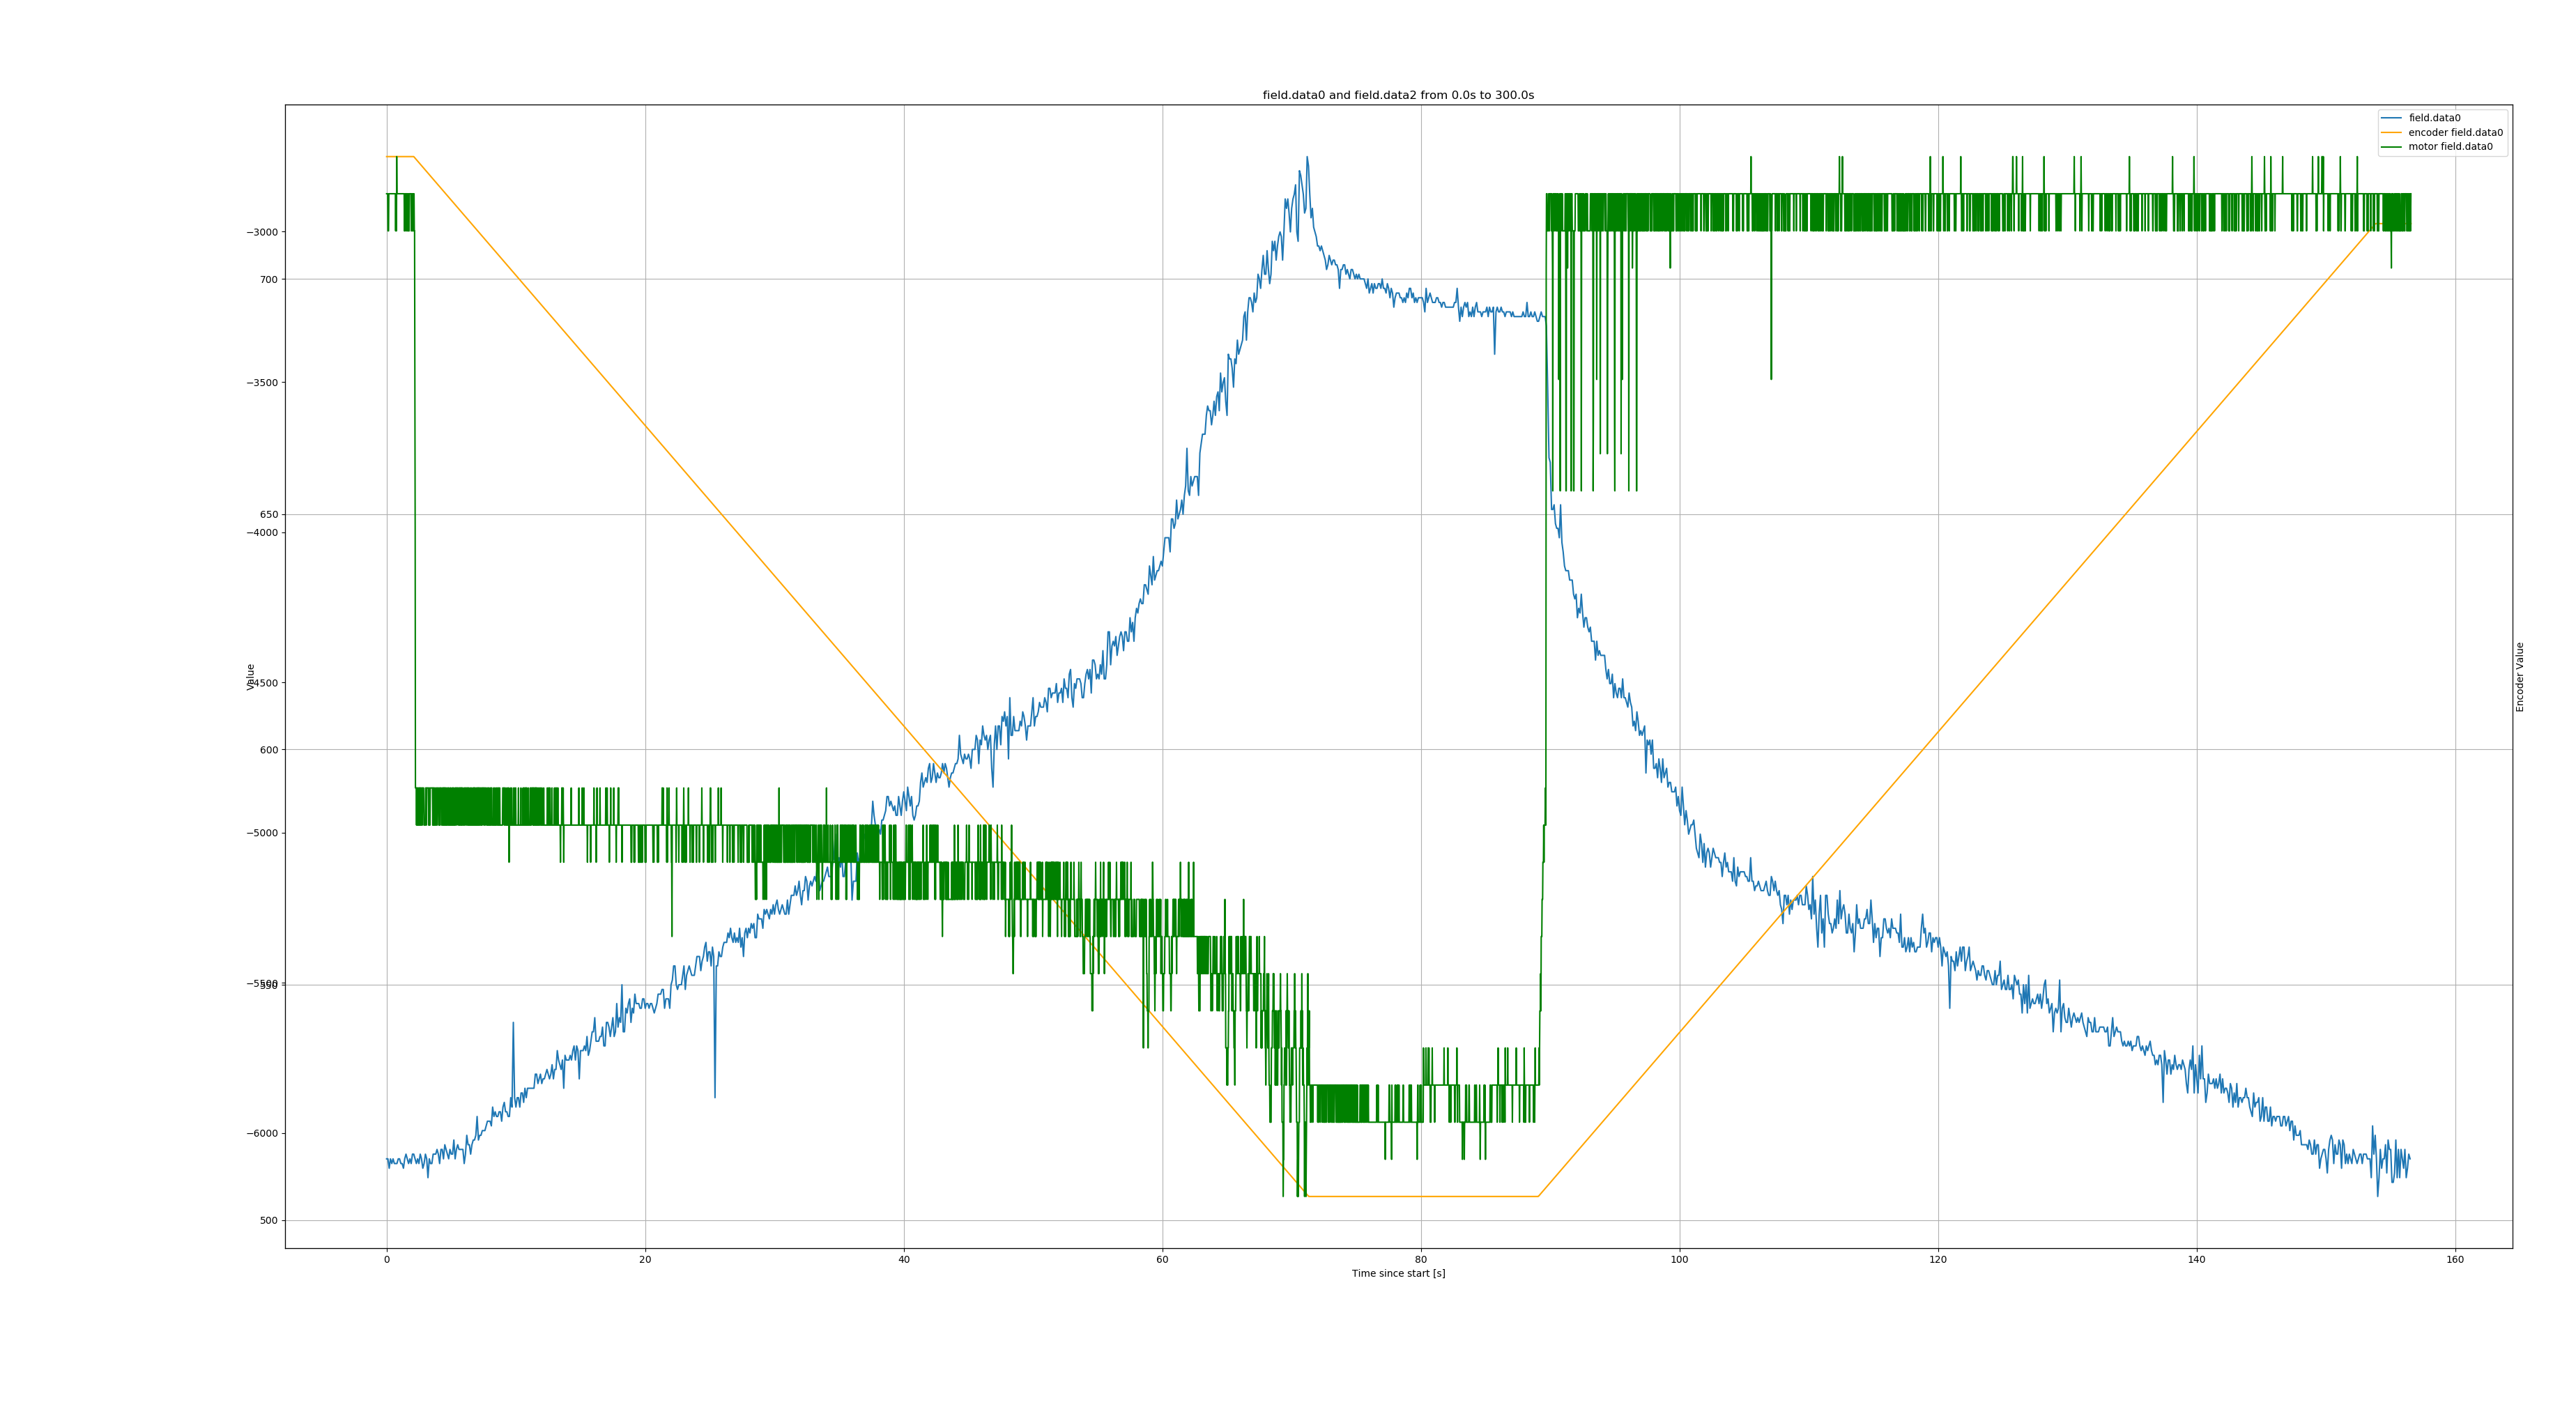 field.data0 and field.data2 from 0.0s to 300.0s
field.data0
encoder field.data0
motor field.data0
−3000
700
−3500
650
−4000
Value
−4500
600
−5000
−5500
550
−6000
500
Encoder Value
0 20 40 60 80 100 120 140 160
Time since start [s]